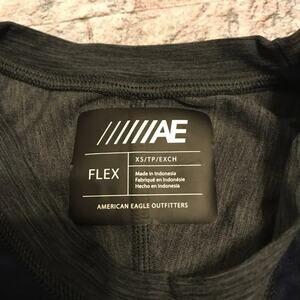 //////AE
FLEX
XS/TP/EXCH
Made in Indonesia
Fabriqué en Indonésie
Hecho en Indonesia
AMERICAN EAGLE OUTFITTERS